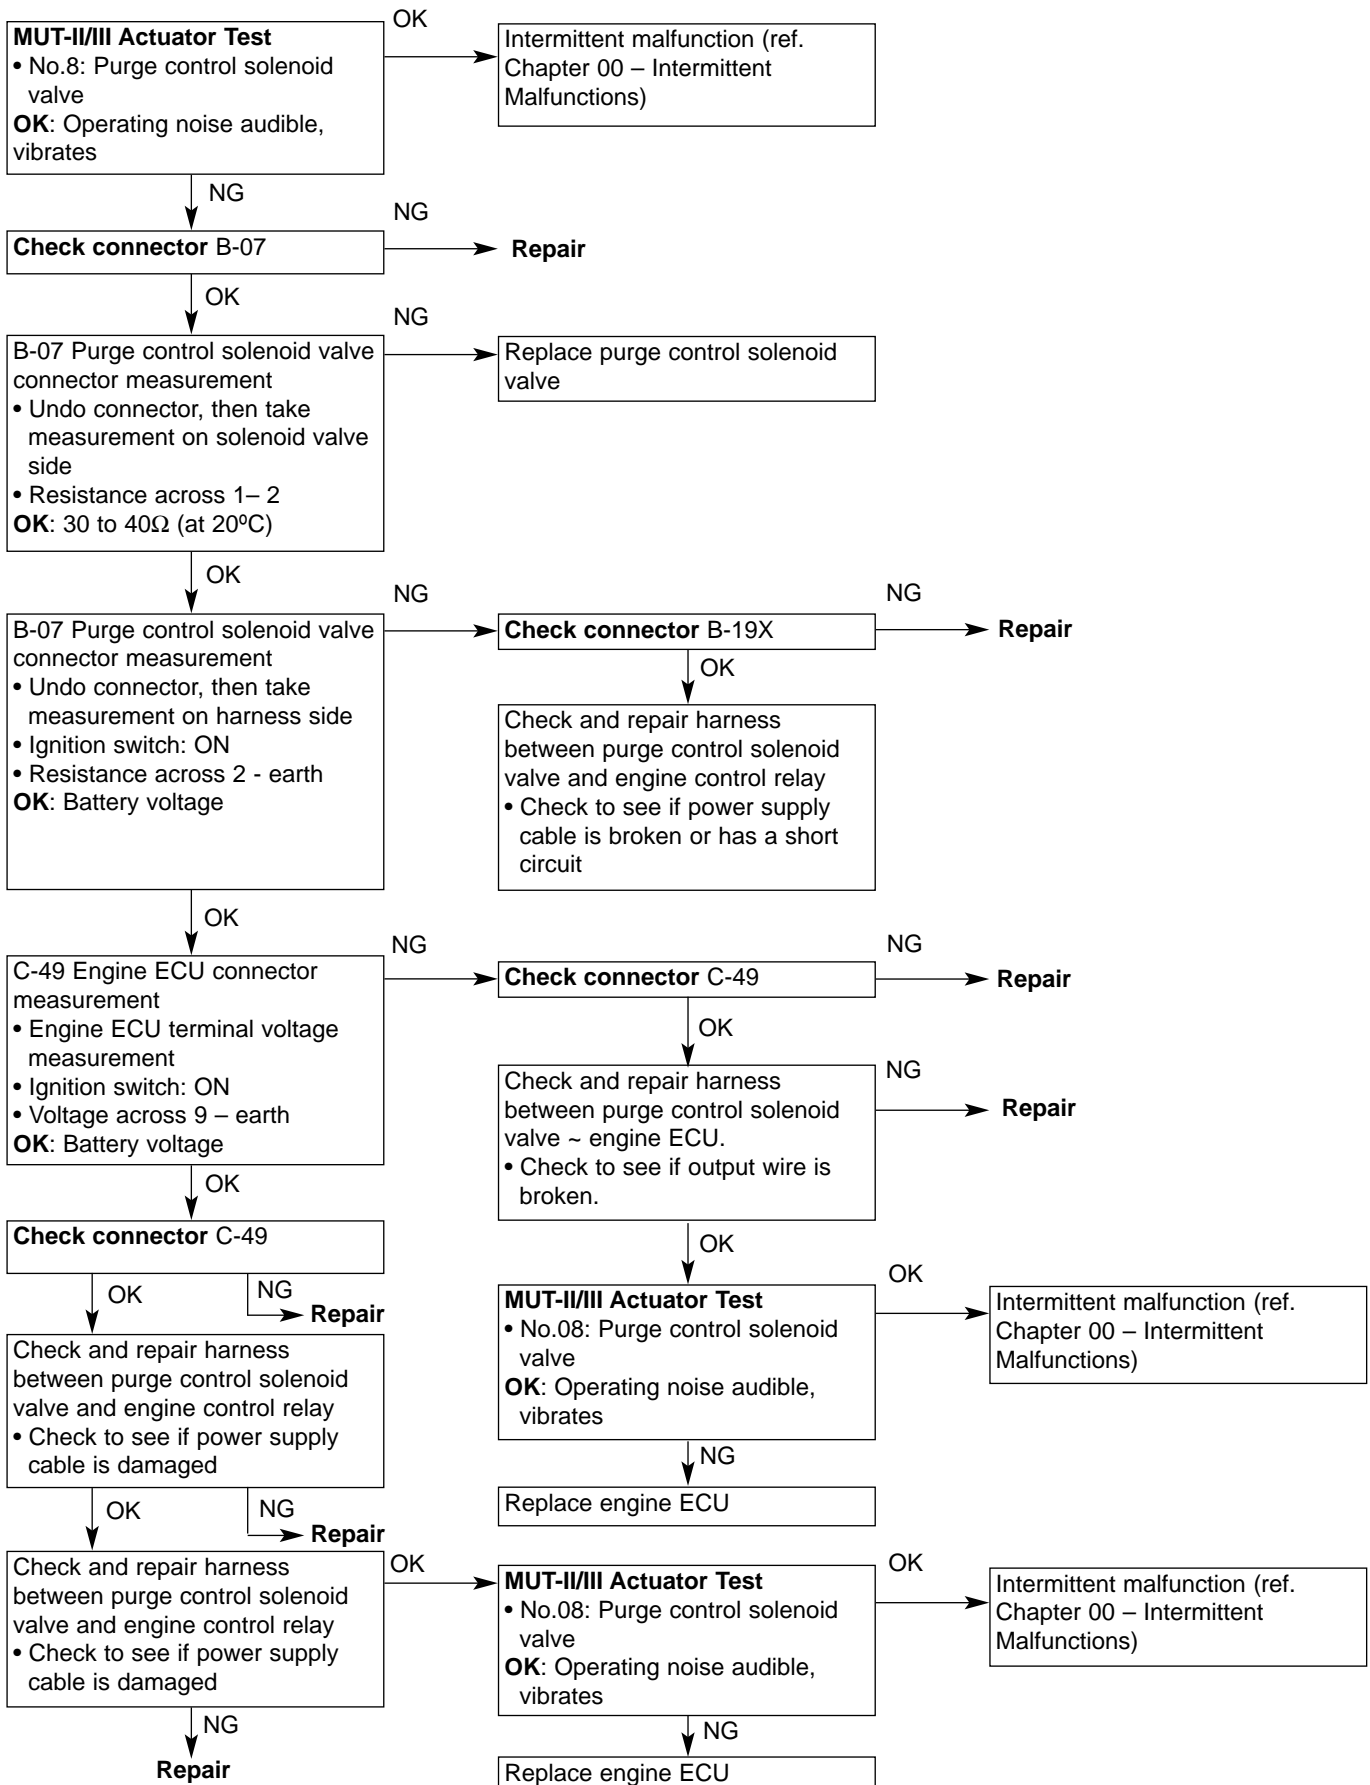 OK
MUT-II/III Actuator Test
• No.8: Purge control solenoid
valve
OK: Operating noise audible,
vibrates
Intermittent malfunction (ref.
Chapter 00 – Intermittent
Malfunctions)
NG
NG
Check connector B-07
Repair
OK
NG
B-07 Purge control solenoid valve
connector measurement
• Undo connector, then take
measurement on solenoid valve
side
• Resistance across 1– 2
OK: 30 to 40Ω (at 20ºC)
Replace purge control solenoid
valve
OK
NG
NG
B-07 Purge control solenoid valve
connector measurement
• Undo connector, then take
measurement on harness side
• Ignition switch: ON
• Resistance across 2 - earth
OK: Battery voltage
Check connector B-19X
Repair
OK
Check and repair harness
between purge control solenoid
valve and engine control relay
• Check to see if power supply
cable is broken or has a short
circuit
OK
NG
NG
C-49 Engine ECU connector
measurement
• Engine ECU terminal voltage
measurement
• Ignition switch: ON
• Voltage across 9 – earth
OK: Battery voltage
Check connector C-49
Repair
OK
NG
Check and repair harness
between purge control solenoid
valve ~ engine ECU.
• Check to see if output wire is
broken.
Repair
OK
Check connector C-49
OK
OK
NG
Repair
OK
MUT-II/III Actuator Test
• No.08: Purge control solenoid
valve
OK: Operating noise audible,
vibrates
Intermittent malfunction (ref.
Chapter 00 – Intermittent
Malfunctions)
Check and repair harness
between purge control solenoid
valve and engine control relay
• Check to see if power supply
cable is damaged
NG
Replace engine ECU
OK
NG
Repair
OK
OK
Check and repair harness
between purge control solenoid
valve and engine control relay
• Check to see if power supply
cable is damaged
MUT-II/III Actuator Test
• No.08: Purge control solenoid
valve
OK: Operating noise audible,
vibrates
Intermittent malfunction (ref.
Chapter 00 – Intermittent
Malfunctions)
NG
NG
Repair
Replace engine ECU